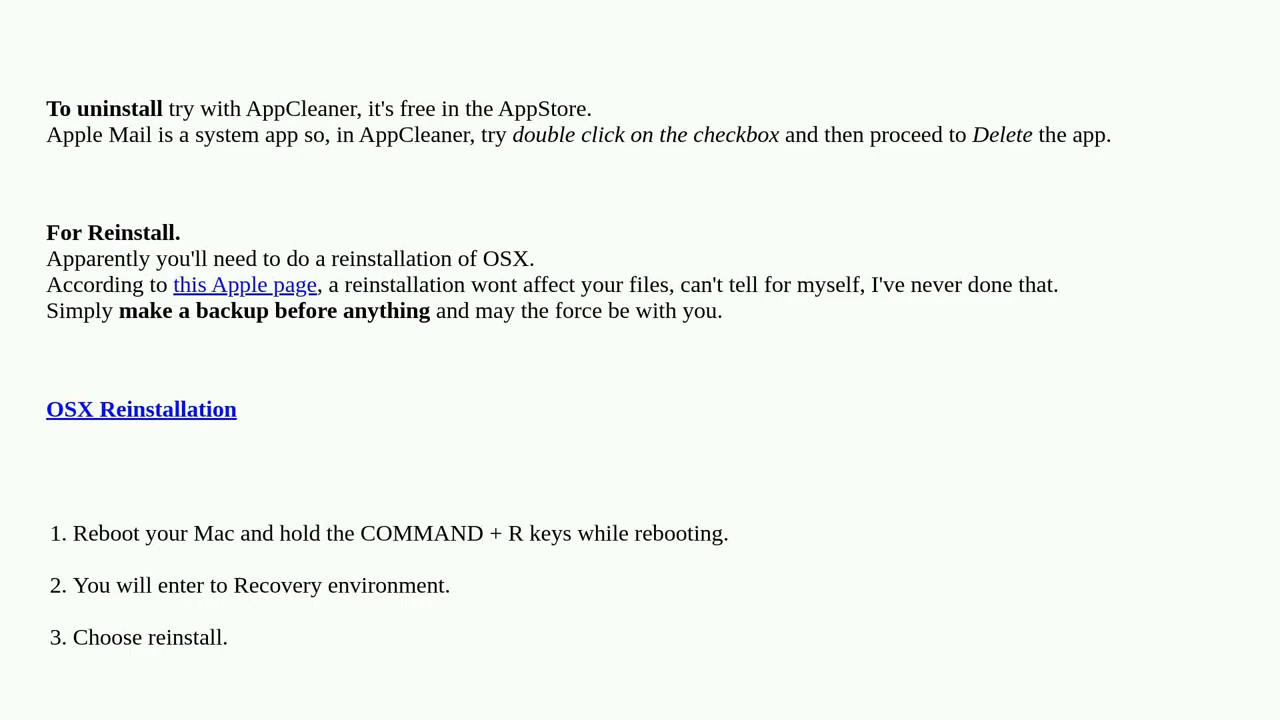 To uninstall try with AppCleaner, it's free in the AppStore.
Apple Mail is a system app so, in AppCleaner, try double click on the checkbox and then proceed to Delete the app.
For Reinstall.
Apparently you'll need to do a reinstallation of OSX.
According to this Apple page, a reinstallation wont affect your files, can't tell for myself, I've never done that.
Simply make a backup before anything and may the force be with you.
OSX Reinstallation
1. Reboot your Mac and hold the COMMAND + R keys while rebooting.
2. You will enter to Recovery environment.
3. Choose reinstall.